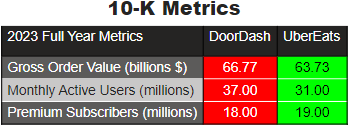 10-K Metrics
2023 Full Year Metrics DoorDash UberEats
Gross Order Value (billions $) 66.77 63.73
Monthly Active Users (millions) 37.00 31.00
Premium Subscribers (millions) 18.00 19.00